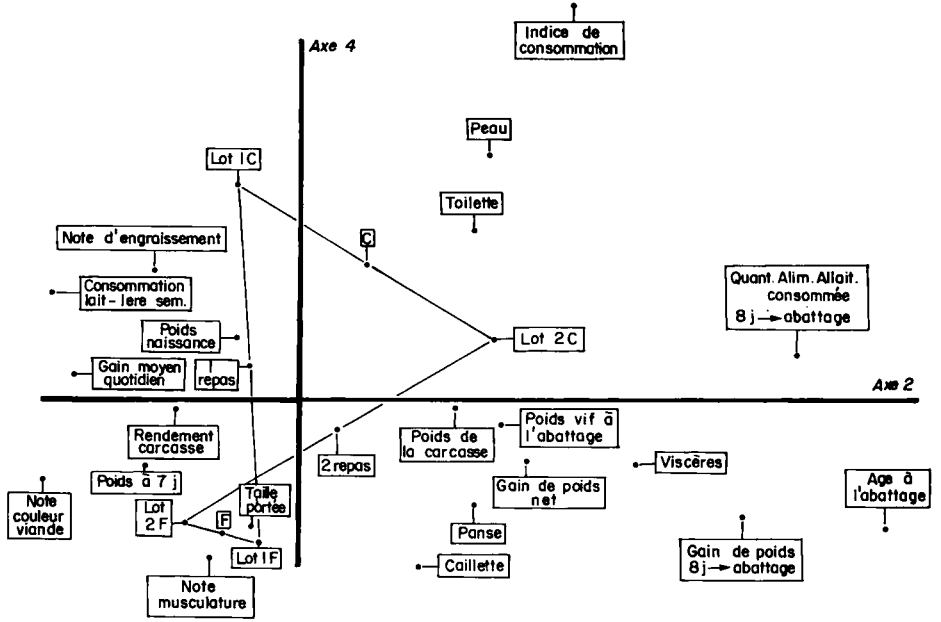 Indice de
consommation
Axe 4
Peau
Lot 1C
Toilette
Note d'engraissement
C
Quant. Alim. Allait.
consommée
8 j → abattage
Consommation
lait-1ere sem.
Poids
naissance
Lot 2C
Gain moyen
quotidien
1
repas
Axe 2
Rendement
carcasse
Poids de
la carcasse
Poids vif à
l'abattage
2 repas
Viscères
Poids à 7 j
Gain de poids
net
Age à
l'abattage
Note
couleur
viande
Lot
2F
F
Taille
portée
Panse
Lot 1F
Caillette
Gain de poids
8 j → abattage
Note
musculature